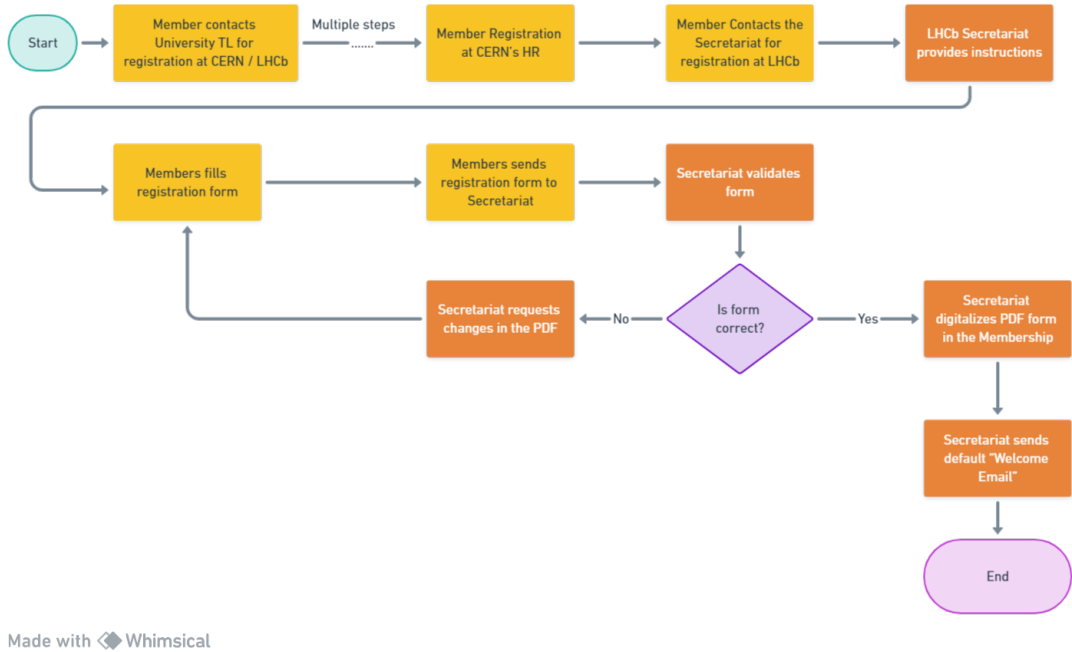 Start
Member contacts
University TL for
registration at CERN / LHCb
Multiple steps
.......
Member Registration
at CERN's HR
Member Contacts the
Secretariat for
registration at LHCb
LHCb Secretariat
provides instructions
Members fills
registration form
Members sends
registration form to
Secretariat
Secretariat validates
form
Is form
correct?
No
Secretariat requests
changes in the PDF
Yes
Secretariat
digitalizes PDF form
in the Membership
Secretariat sends
default "Welcome
Email"
End
Made with Whimsical